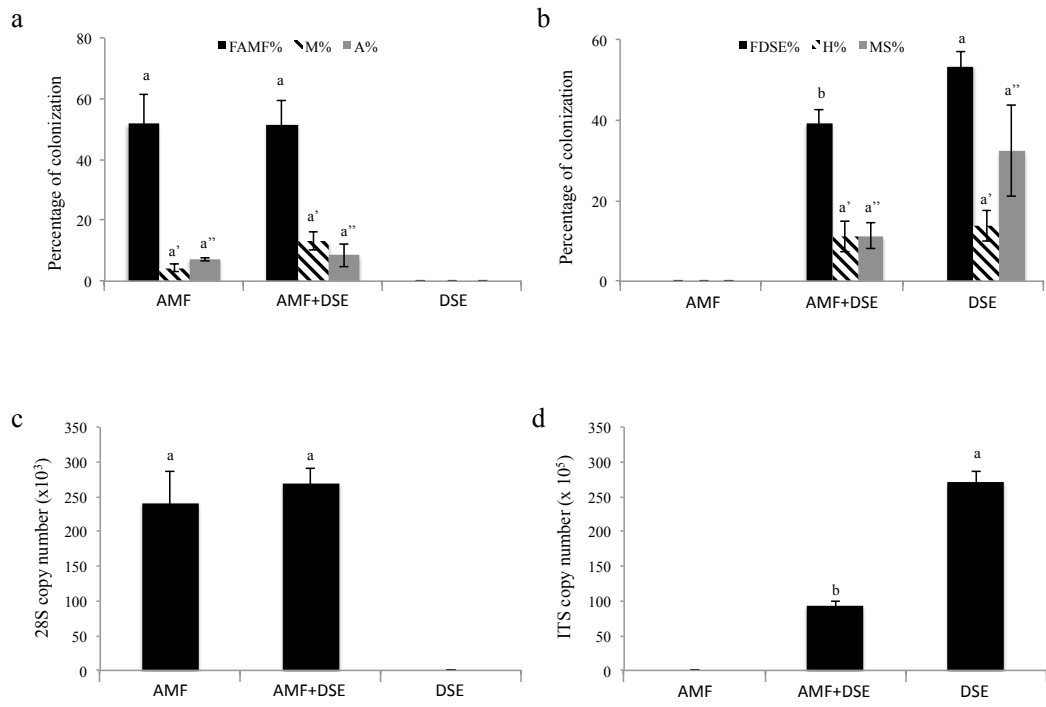 a
80
FAMF% M% A%
60
40
20
0
Percentage of colonization
a
a’
a’’
a
a’
a’’
AMF AMF+DSE DSE
b
60
FDSE% H% MS%
40
20
0
Percentage of colonization
b
a’
a’’
a
a’
a’’
AMF AMF+DSE DSE
c
350
300
250
200
150
100
50
0
28S copy number (x10³)
a
a
AMF AMF+DSE DSE
d
350
300
250
200
150
100
50
0
ITS copy number (x 10⁵)
b
a
AMF AMF+DSE DSE